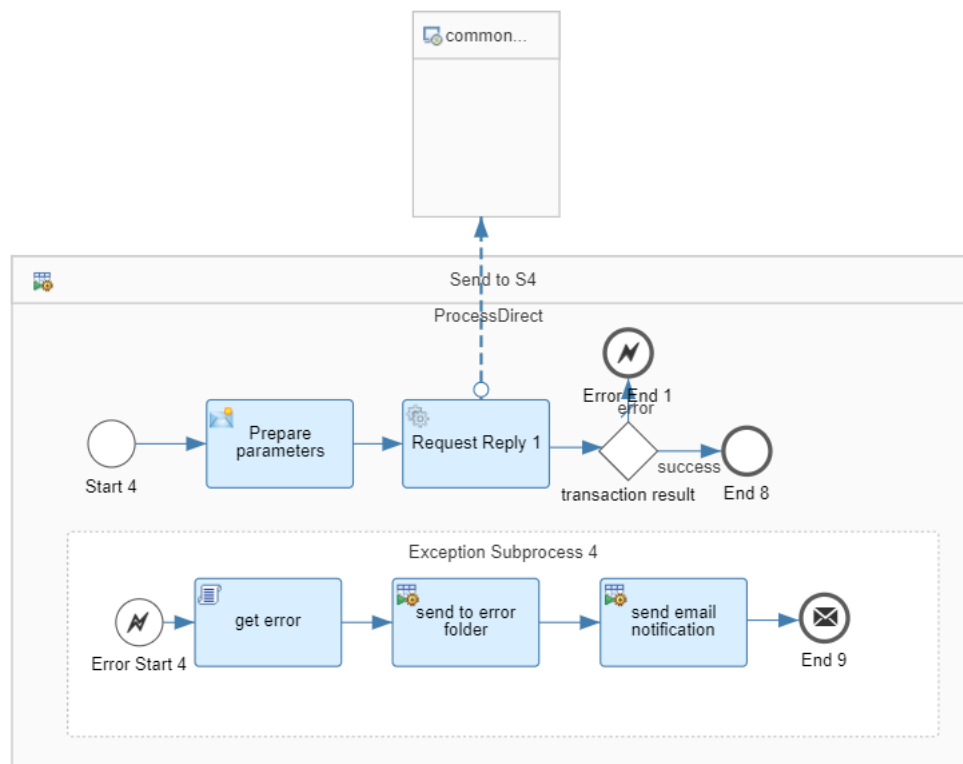 common...
Send to S4
ProcessDirect
Error End 1
error
Prepare
parameters
Request Reply 1
success
Start 4
transaction result
End 8
Exception Subprocess 4
get error
send to error
folder
send email
notification
Error Start 4
End 9